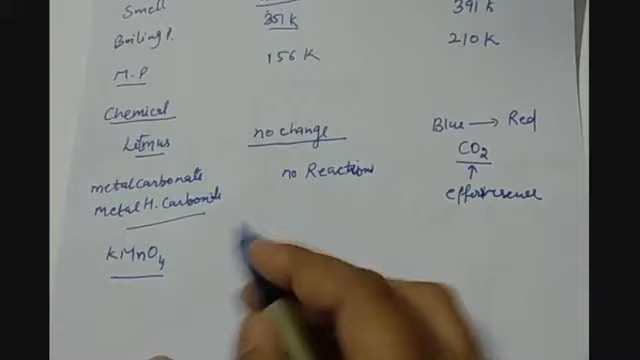 Smell
351 K 391 K
Boiling P.
156 K 210 K
M.P
Chemical
Litmus no change Blue → Red
CO2
metal carbonate no Reaction ↑
Metal H. Carbonate effervescence
KMnO4